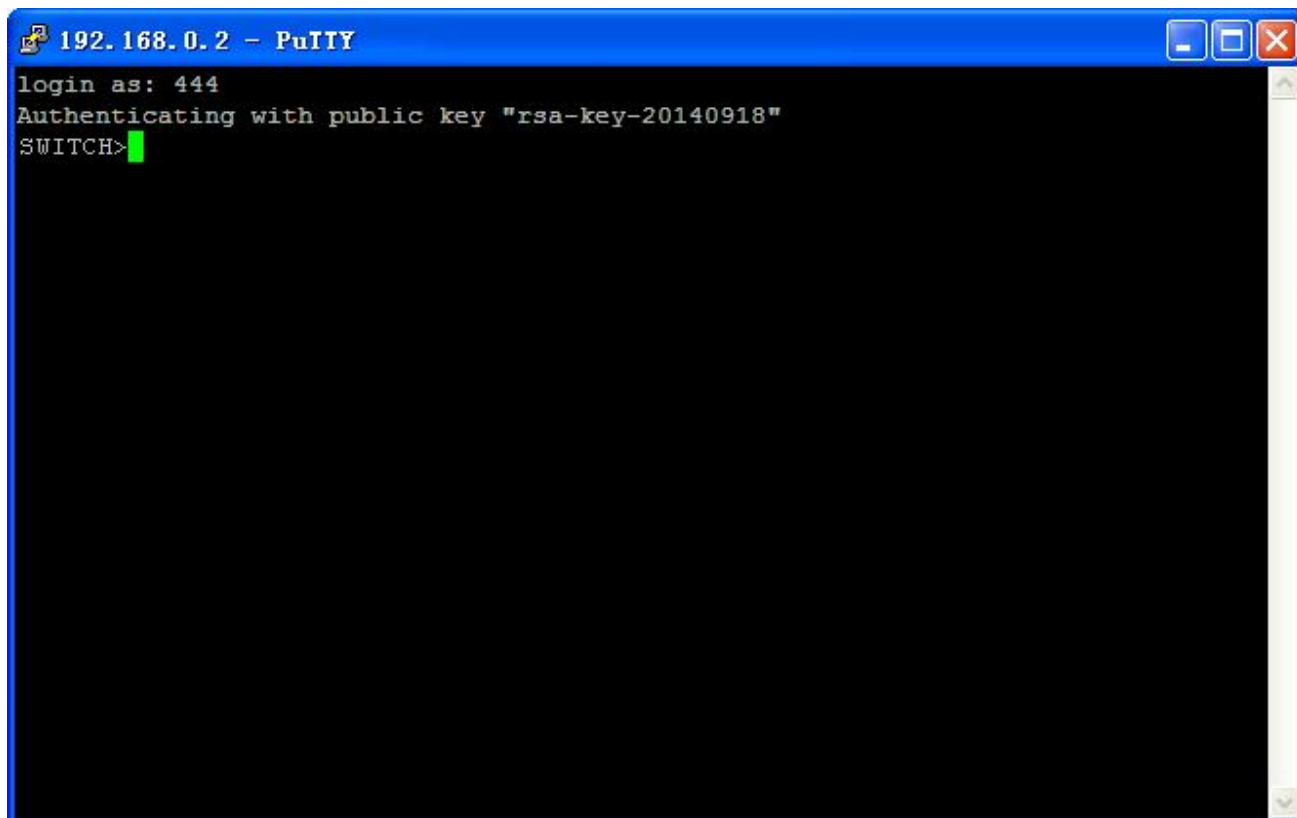 192.168.0.2 - PuTTY
login as: 444
Authenticating with public key "rsa-key-20140918"
SWITCH>